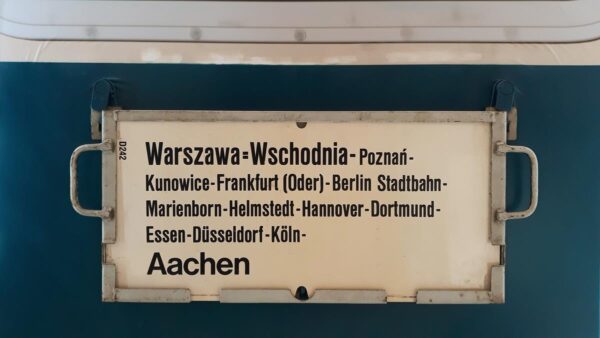 D242
Warszawa=Wschodnia-Poznań-
Kunowice-Frankfurt (Oder)-Berlin Stadtbahn-
Marienborn-Helmstedt-Hannover-Dortmund-
Essen-Düsseldorf-Köln-
Aachen